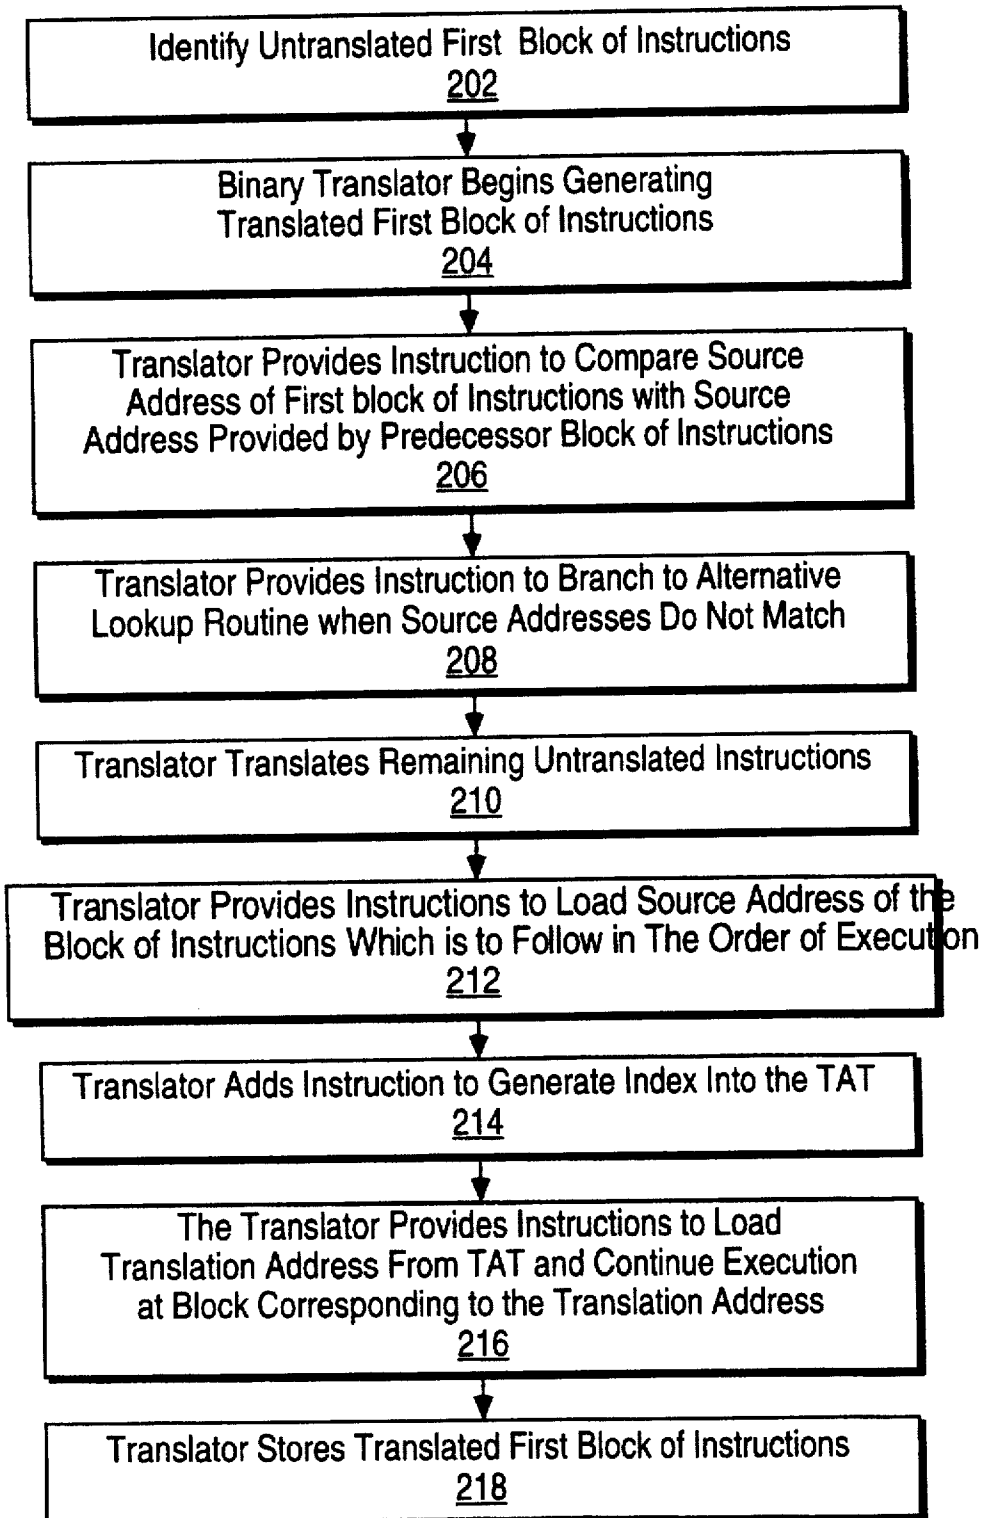 Identify Untranslated First Block of Instructions
202
Binary Translator Begins Generating
Translated First Block of Instructions
204
Translator Provides Instruction to Compare Source
Address of First block of Instructions with Source
Address Provided by Predecessor Block of Instructions
206
Translator Provides Instruction to Branch to Alternative
Lookup Routine when Source Addresses Do Not Match
208
Translator Translates Remaining Untranslated Instructions
210
Translator Provides Instructions to Load Source Address of the
Block of Instructions Which is to Follow in The Order of Execution
212
Translator Adds Instruction to Generate Index Into the TAT
214
The Translator Provides Instructions to Load
Translation Address From TAT and Continue Execution
at Block Corresponding to the Translation Address
216
Translator Stores Translated First Block of Instructions
218